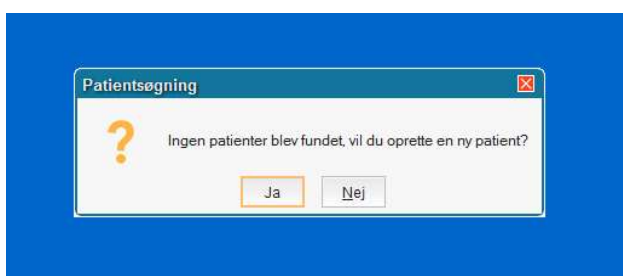 Patientsøgning
Ingen patienter blev fundet, vil du oprette en ny patient?
Ja
Nej